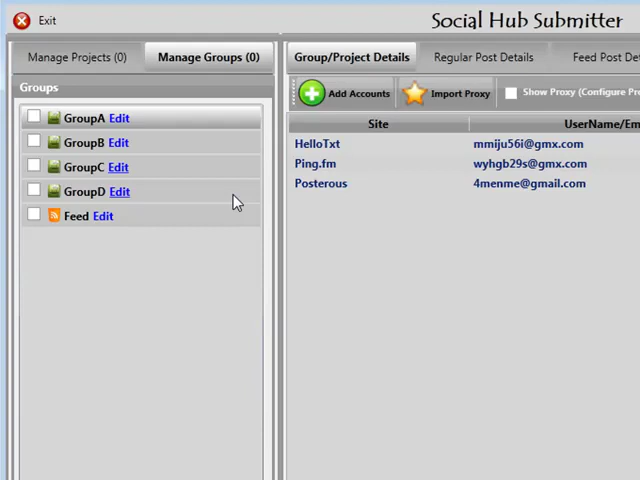 Exit
Social Hub Submitter
Manage Projects (0)
Manage Groups (0)
Group/Project Details
Regular Post Details
Feed Post Det
Groups
Add Accounts
Import Proxy
Show Proxy (Configure Pro
Site
UserName/Em
GroupA Edit
GroupB Edit
GroupC Edit
GroupD Edit
Feed Edit
HelloTxt
mmiju56i@gmx.com
Ping.fm
wyhgb29s@gmx.com
Posterous
4menme@gmail.com